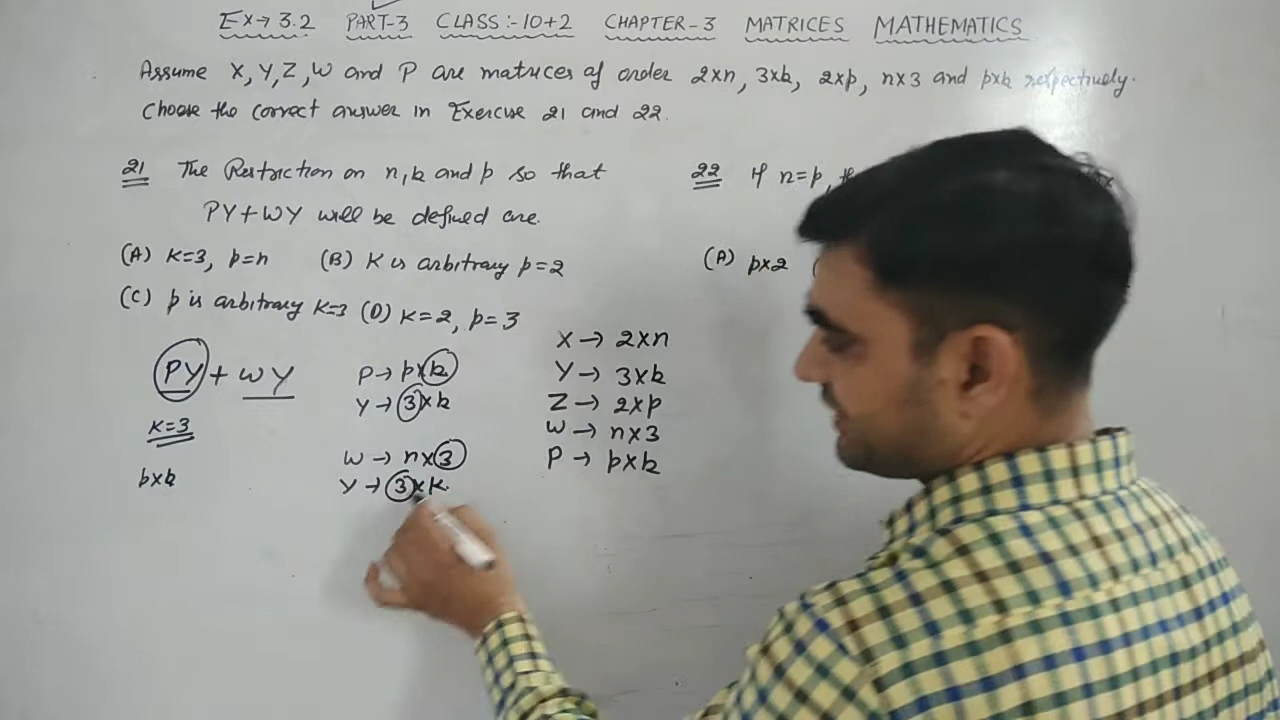 Ex→ 3.2 PART-3 CLASS:-10+2 CHAPTER-3 MATRICES MATHEMATICS
Assume X, Y, Z, W and P are matrices of order 2×n, 3×k, 2×p, n×3 and p×k respectively.
Choose the correct answer in Exercise 21 and 22.
21 The Restriction on n, k and p so that
PY+WY will be defined are.
(A) K=3, p=n (B) K is arbitrary p=2
(C) p is arbitrary K=3 (D) K=2, p=3
PY + WY
K=3
p×k
P→ p×k
Y→ 3×k
W→ n×3
Y→ 3×K
X→ 2×n
Y→ 3×k
Z→ 2×p
W→ n×3
P→ p×k
22 If n=p,
(A) p×2